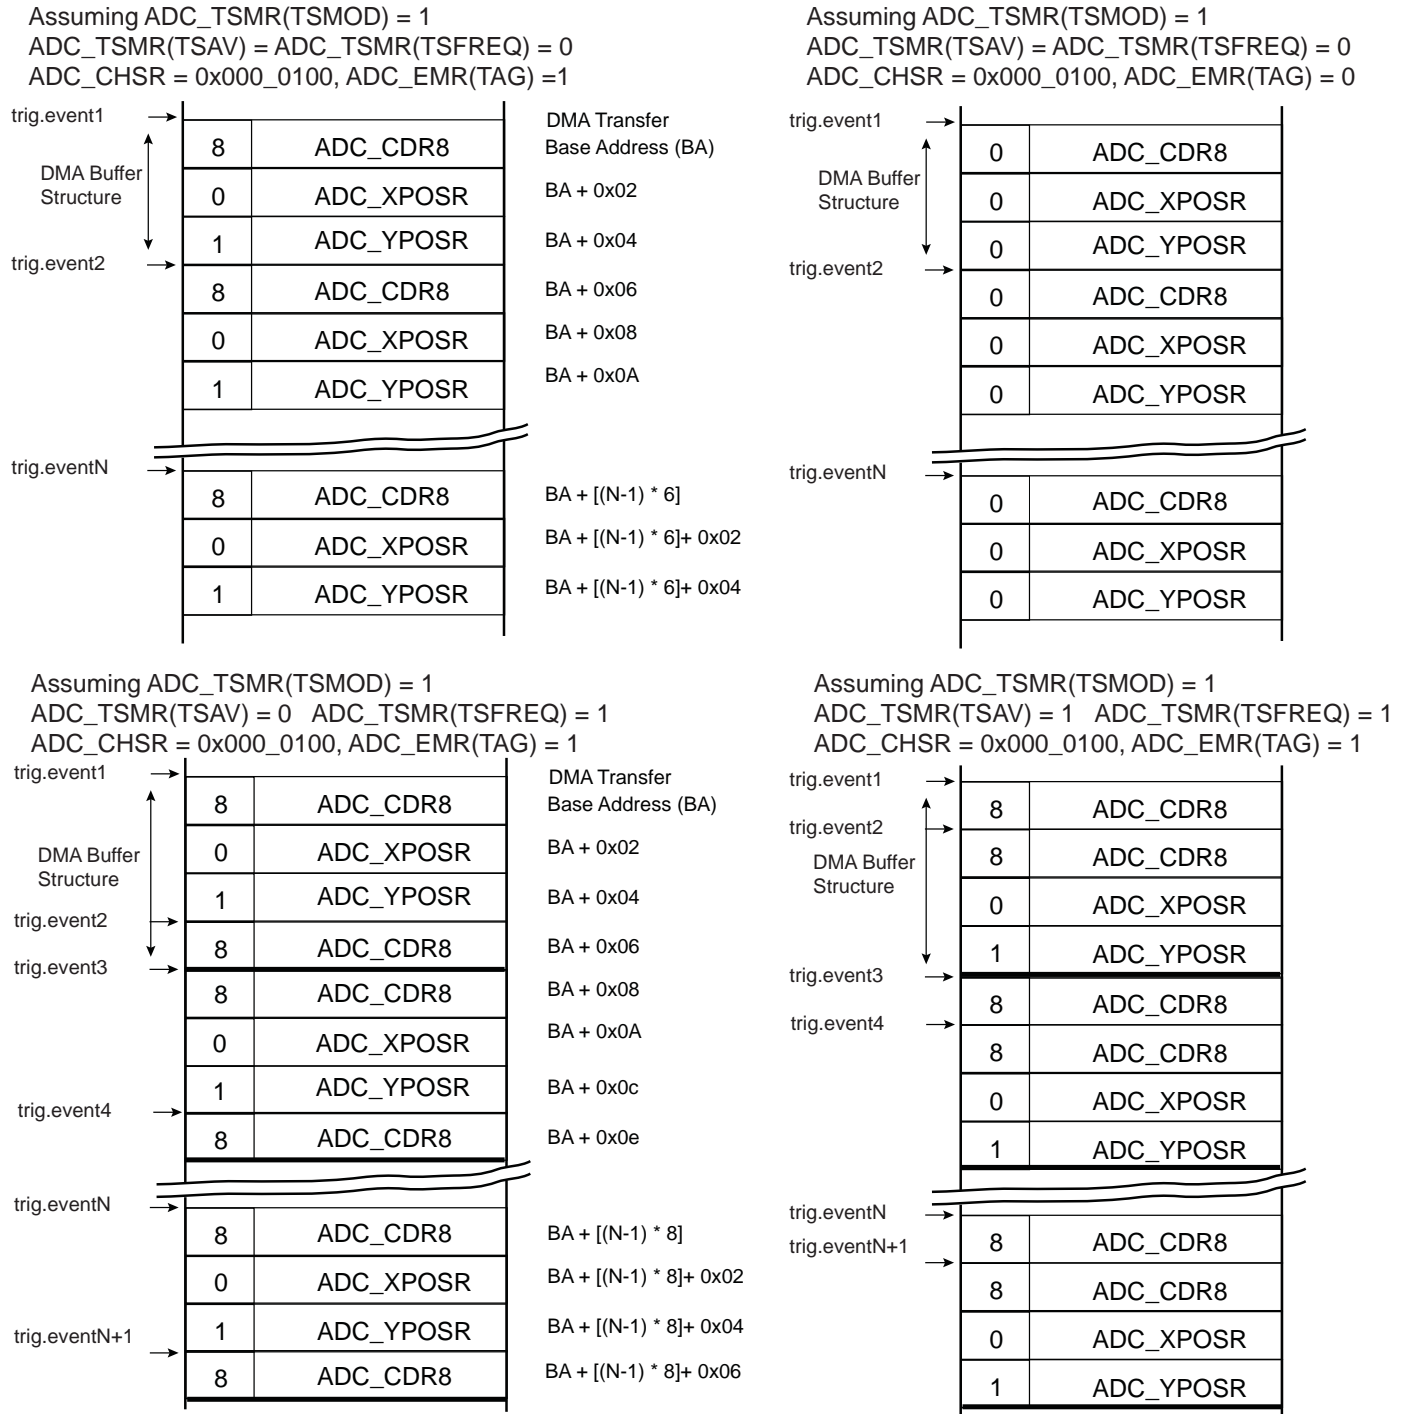 Assuming ADC_TSMR(TSMOD) = 1
ADC_TSMR(TSAV) = ADC_TSMR(TSFREQ) = 0
ADC_CHSR = 0x000_0100, ADC_EMR(TAG) =1
trig.event1
DMA Transfer
8 ADC_CDR8 Base Address (BA)
DMA Buffer
Structure
0 ADC_XPOSR BA + 0x02
1 ADC_YPOSR BA + 0x04
trig.event2
8 ADC_CDR8 BA + 0x06
0 ADC_XPOSR BA + 0x08
1 ADC_YPOSR BA + 0x0A
trig.eventN
8 ADC_CDR8 BA + [(N-1) * 6]
0 ADC_XPOSR BA + [(N-1) * 6]+ 0x02
1 ADC_YPOSR BA + [(N-1) * 6]+ 0x04
Assuming ADC_TSMR(TSMOD) = 1
ADC_TSMR(TSAV) = ADC_TSMR(TSFREQ) = 0
ADC_CHSR = 0x000_0100, ADC_EMR(TAG) = 0
trig.event1
0 ADC_CDR8
DMA Buffer
Structure
0 ADC_XPOSR
0 ADC_YPOSR
trig.event2
0 ADC_CDR8
0 ADC_XPOSR
0 ADC_YPOSR
trig.eventN
0 ADC_CDR8
0 ADC_XPOSR
0 ADC_YPOSR
Assuming ADC_TSMR(TSMOD) = 1
ADC_TSMR(TSAV) = 0 ADC_TSMR(TSFREQ) = 1
ADC_CHSR = 0x000_0100, ADC_EMR(TAG) = 1
trig.event1
DMA Transfer
8 ADC_CDR8 Base Address (BA)
DMA Buffer
Structure
0 ADC_XPOSR BA + 0x02
1 ADC_YPOSR BA + 0x04
trig.event2
8 ADC_CDR8 BA + 0x06
trig.event3
8 ADC_CDR8 BA + 0x08
0 ADC_XPOSR BA + 0x0A
1 ADC_YPOSR BA + 0x0c
trig.event4
8 ADC_CDR8 BA + 0x0e
trig.eventN
8 ADC_CDR8 BA + [(N-1) * 8]
0 ADC_XPOSR BA + [(N-1) * 8]+ 0x02
1 ADC_YPOSR BA + [(N-1) * 8]+ 0x04
trig.eventN+1
8 ADC_CDR8 BA + [(N-1) * 8]+ 0x06
Assuming ADC_TSMR(TSMOD) = 1
ADC_TSMR(TSAV) = 1 ADC_TSMR(TSFREQ) = 1
ADC_CHSR = 0x000_0100, ADC_EMR(TAG) = 1
trig.event1
8 ADC_CDR8
trig.event2
8 ADC_CDR8
DMA Buffer
Structure
0 ADC_XPOSR
1 ADC_YPOSR
trig.event3
8 ADC_CDR8
trig.event4
8 ADC_CDR8
0 ADC_XPOSR
1 ADC_YPOSR
trig.eventN
8 ADC_CDR8
trig.eventN+1
8 ADC_CDR8
0 ADC_XPOSR
1 ADC_YPOSR